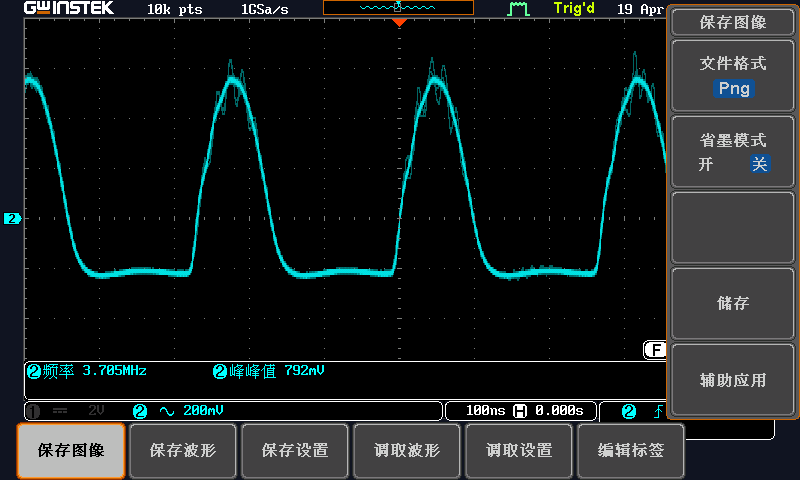 GWINSTEK 10k pts 1GSa/s Trig'd 19 Apr
保存图像
文件格式
Png
省墨模式
开 关
2
储存
F
辅助应用
2频率 3.705MHz 2峰峰值 792mV
1 2V 2 200mV 100ns H 0.000s 2
保存图像 保存波形 保存设置 调取波形 调取设置 编辑标签